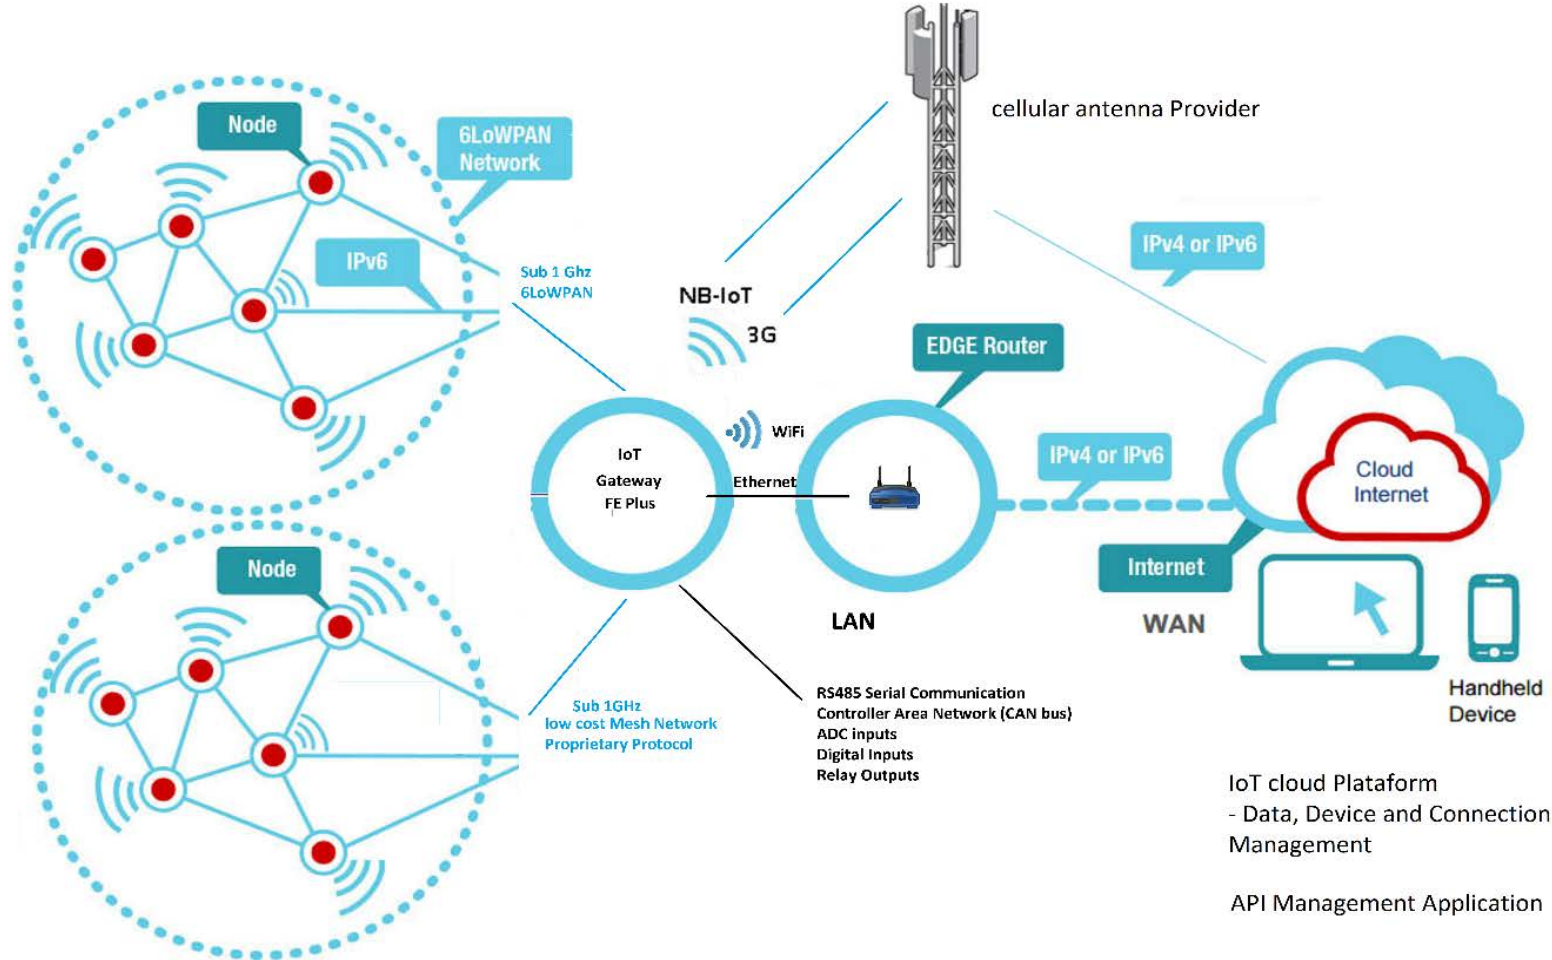 cellular antenna Provider
Node
6LoWPAN
Network
IPv6
Sub 1 Ghz
6LoWPAN
NB-IoT
3G
IPv4 or IPv6
EDGE Router
WiFi
IoT
Gateway
FE Plus
Ethernet
IPv4 or IPv6
Cloud
Internet
Node
Internet
LAN
WAN
Handheld
Device
Sub 1GHz
low cost Mesh Network
Proprietary Protocol
RS485 Serial Communication
Controller Area Network (CAN bus)
ADC inputs
Digital Inputs
Relay Outputs
IoT cloud Plataform
- Data, Device and Connection
Management
API Management Application